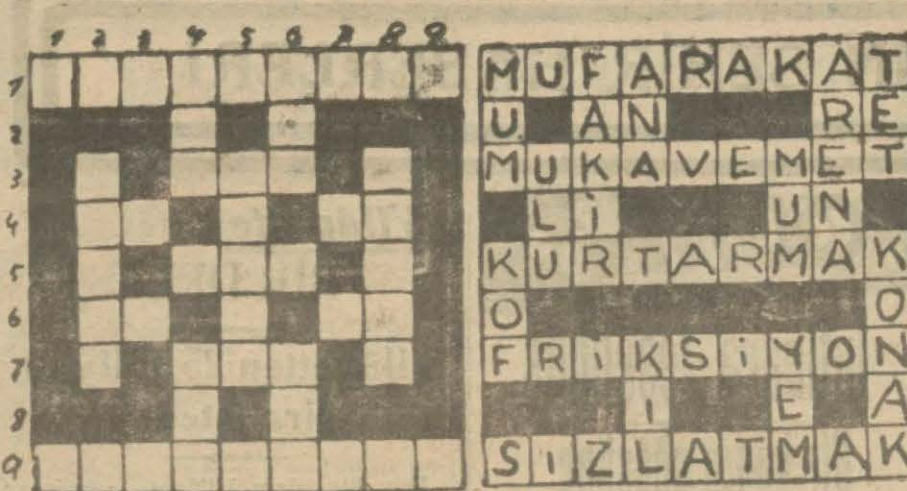 1 2 3 4 5 6 7 8 9
1
2
3
4
5
6
7
8
9
MUFARAKAT
U AN RE
MUKAVEMET
Lİ UN
KURTARMAK
O O
FRİKSİYON
I E A
SIZLATMAK